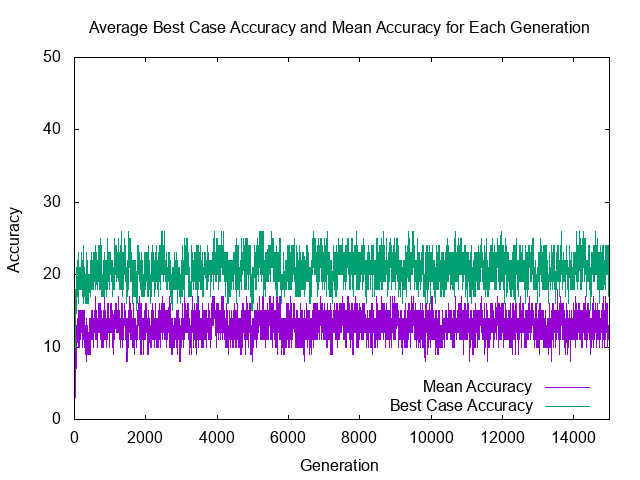 Average Best Case Accuracy and Mean Accuracy for Each Generation
50
40
30
20
10
0
Accuracy
Mean Accuracy
Best Case Accuracy
0 2000 4000 6000 8000 10000 12000 14000
Generation